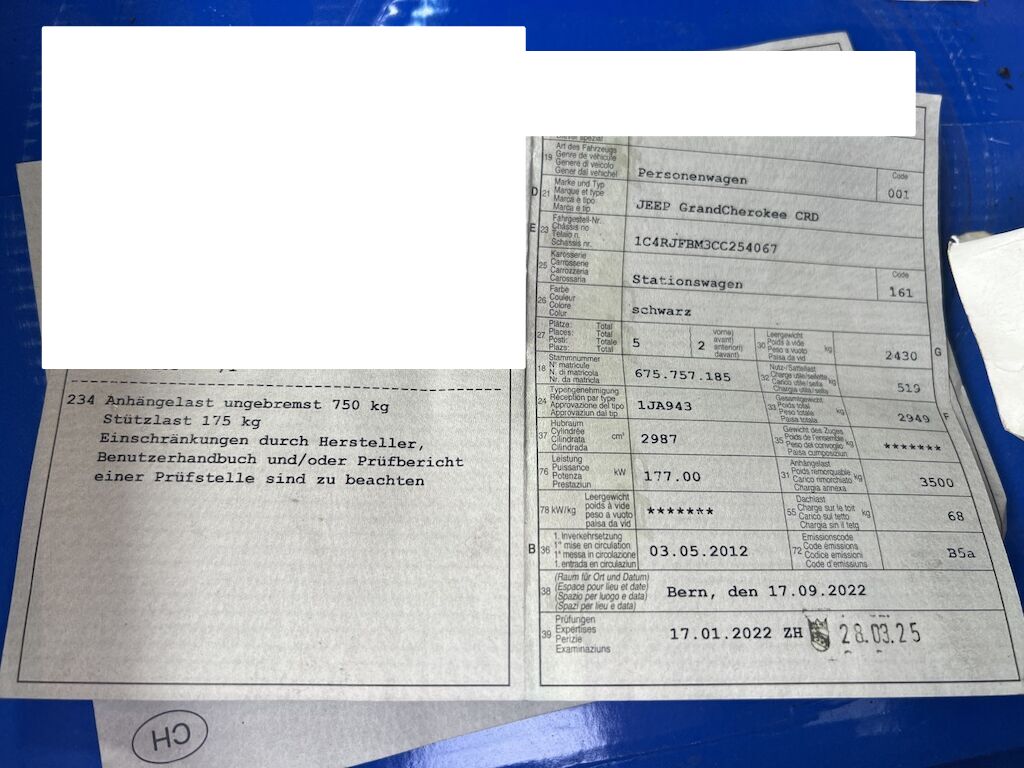 234 Anhängelast ungebremst 750 kg
Stützlast 175 kg
Einschränkungen durch Hersteller,
Benutzerhandbuch und/oder Prüfbericht
einer Prüfstelle sind zu beachten
CH
19 Art des Fahrzeugs
Genre de véhicule
Genere di veicolo
Gener dal vehichel
Personenwagen
Code
001
D 21 Marke und Typ
Marque et type
Marca e tipo
Marca e tip
JEEP GrandCherokee CRD
E 23 Fahrgestell-Nr.
Châssis no
Telaio n.
Schassis nr.
1C4RJFBM3CC254067
25 Karosserie
Carrosserie
Carrozzeria
Carossaria
Stationswagen
Code
161
26 Farbe
Couleur
Colore
Colur
schwarz
27 Plätze: Total
Places: Total
Posti: Totale
Plazs: Total
5
2
vorne)
avant)
anteriori)
davant)
30 Leergewicht
Poids à vide
Peso a vuoto
Paisa da vid
kg
2430
G
18 Stammnummer
N° matricule
N. di matricola
Nr. da matricla
675.757.185
32 Nutz-/Sattellast
Charge utile/sellette
Carico utile/sella
Chargia utila/sella
kg
519
24 Typengenehmigung
Réception par type
Approvazione del tipo
Approvaziun dal tip
1JA943
33 Gesamtgewicht
Poids total
Peso totale
Paisa totala
kg
2949
F
37 Hubraum
Cylindrée
Cilindrata
Cilindrada
cm³
2987
35 Gewicht des Zuges
Poids de l'ensemble
Peso del convoglio
Paisa cumposiziun
kg
*******
76 Leistung
Puissance
Potenza
Prestaziun
kW
177.00
31 Anhängelast
Poids remorquable
Carico rimorchiato
Chargia annexa
kg
3500
78 kW/kg
Leergewicht
poids à vide
peso a vuoto
paisa da vid
*******
55 Dachlast
Charge sur le toit
Carico sul tetto
Chargia sin il tetg
kg
68
B 36 1. Inverkehrsetzung
1° mise en circulation
1° messa in circolazione
1. entrada en circulaziun
03.05.2012
72 Emissionscode
Code émissions
Codice emissioni
Code d'emissiuns
B5a
38 (Raum für Ort und Datum)
(Espace pour lieu et date)
(Spazio per luogo e data)
(Spazi per lieu e data)
Bern, den 17.09.2022
39 Prüfungen
Expertises
Perizie
Examinaziuns
17.01.2022 ZH
28.03.25